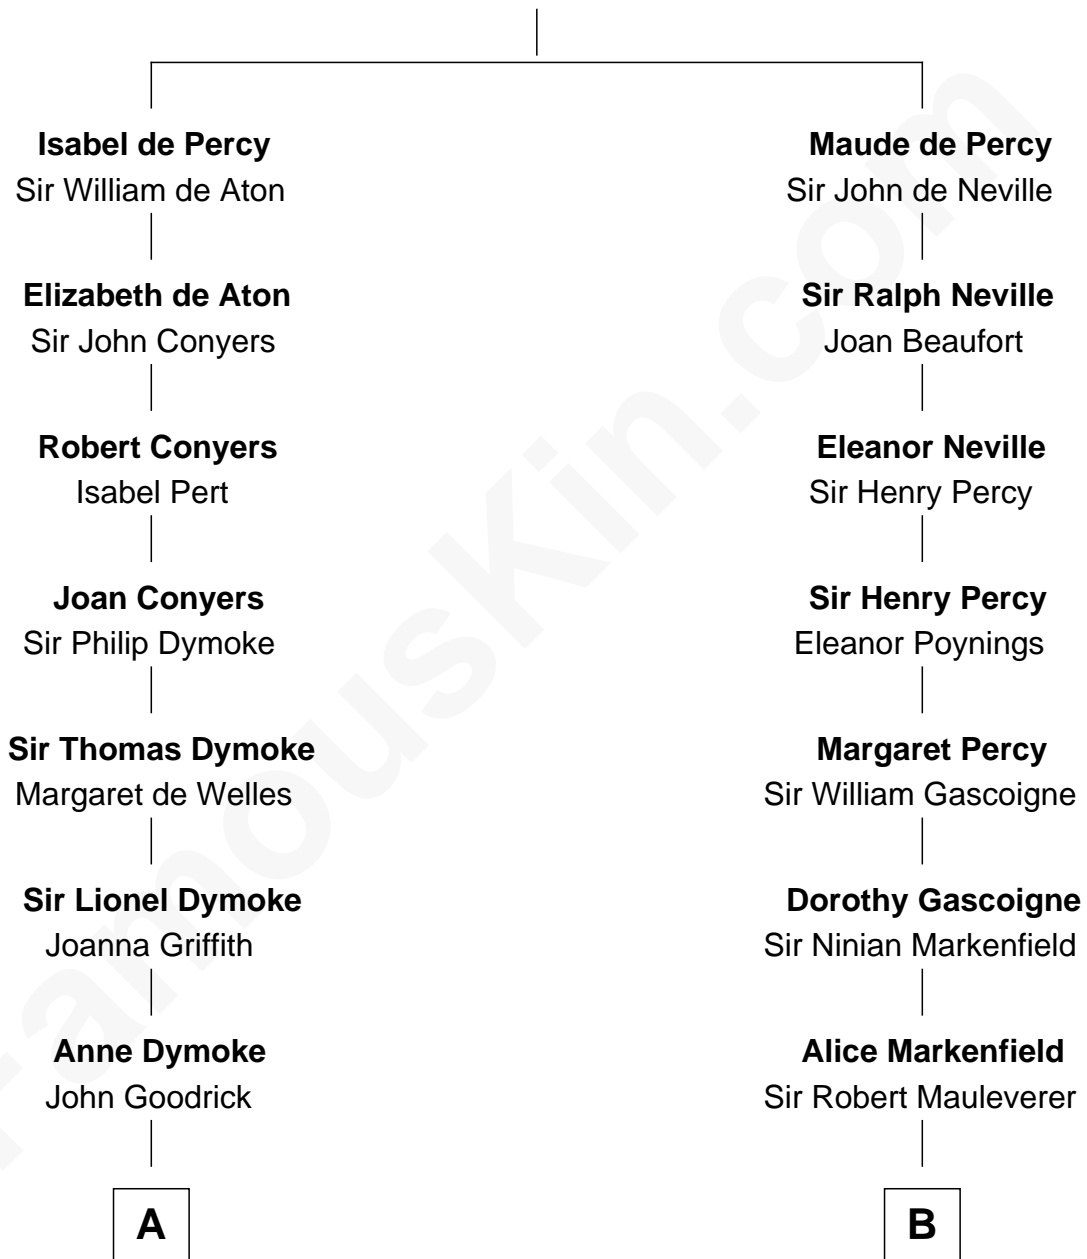 Isabel de Percy
Sir William de Aton
Elizabeth de Aton
Sir John Conyers
Robert Conyers
Isabel Pert
Joan Conyers
Sir Philip Dymoke
Sir Thomas Dymoke
Margaret de Welles
Sir Lionel Dymoke
Joanna Griffith
Anne Dymoke
John Goodrick
A
Maude de Percy
Sir John de Neville
Sir Ralph Neville
Joan Beaufort
Eleanor Neville
Sir Henry Percy
Sir Henry Percy
Eleanor Poynings
Margaret Percy
Sir William Gascoigne
Dorothy Gascoigne
Sir Ninian Markenfield
Alice Markenfield
Sir Robert Mauleverer
B
FamousKin.com